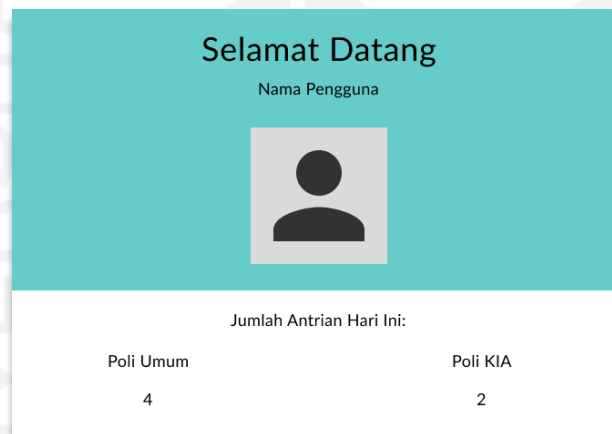 Selamat Datang
Nama Pengguna
Jumlah Antrian Hari Ini:
Poli Umum Poli KIA
4 2